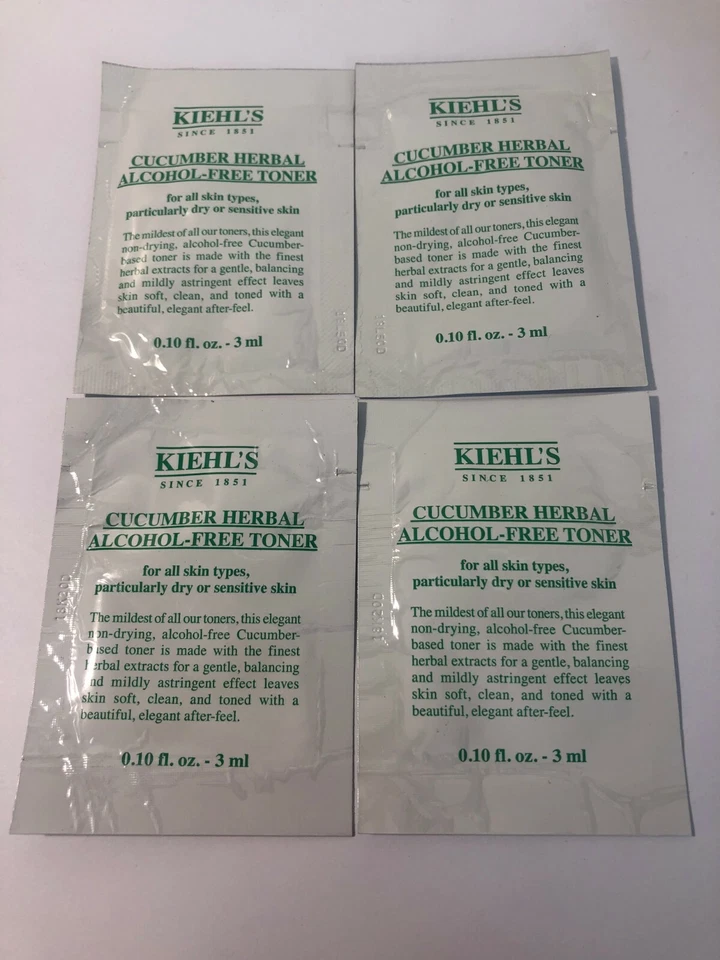 KIEHL'S
SINCE 1851
CUCUMBER HERBAL
ALCOHOL-FREE TONER
for all skin types,
particularly dry or sensitive skin
The mildest of all our toners, this elegant
non-drying, alcohol-free Cucumber-
based toner is made with the finest
herbal extracts for a gentle, balancing
and mildly astringent effect leaves
skin soft, clean, and toned with a
beautiful, elegant after-feel.
0.10 fl. oz. - 3 ml
KIEHL'S
SINCE 1851
CUCUMBER HERBAL
ALCOHOL-FREE TONER
for all skin types,
particularly dry or sensitive skin
The mildest of all our toners, this elegant
non-drying, alcohol-free Cucumber-
based toner is made with the finest
herbal extracts for a gentle, balancing
and mildly astringent effect leaves
skin soft, clean, and toned with a
beautiful, elegant after-feel.
0.10 fl. oz. - 3 ml
KIEHL'S
SINCE 1851
CUCUMBER HERBAL
ALCOHOL-FREE TONER
for all skin types,
particularly dry or sensitive skin
The mildest of all our toners, this elegant
non-drying, alcohol-free Cucumber-
based toner is made with the finest
herbal extracts for a gentle, balancing
and mildly astringent effect leaves
skin soft, clean, and toned with a
beautiful, elegant after-feel.
0.10 fl. oz. - 3 ml
KIEHL'S
SINCE 1851
CUCUMBER HERBAL
ALCOHOL-FREE TONER
for all skin types,
particularly dry or sensitive skin
The mildest of all our toners, this elegant
non-drying, alcohol-free Cucumber-
based toner is made with the finest
herbal extracts for a gentle, balancing
and mildly astringent effect leaves
skin soft, clean, and toned with a
beautiful, elegant after-feel.
0.10 fl. oz. - 3 ml